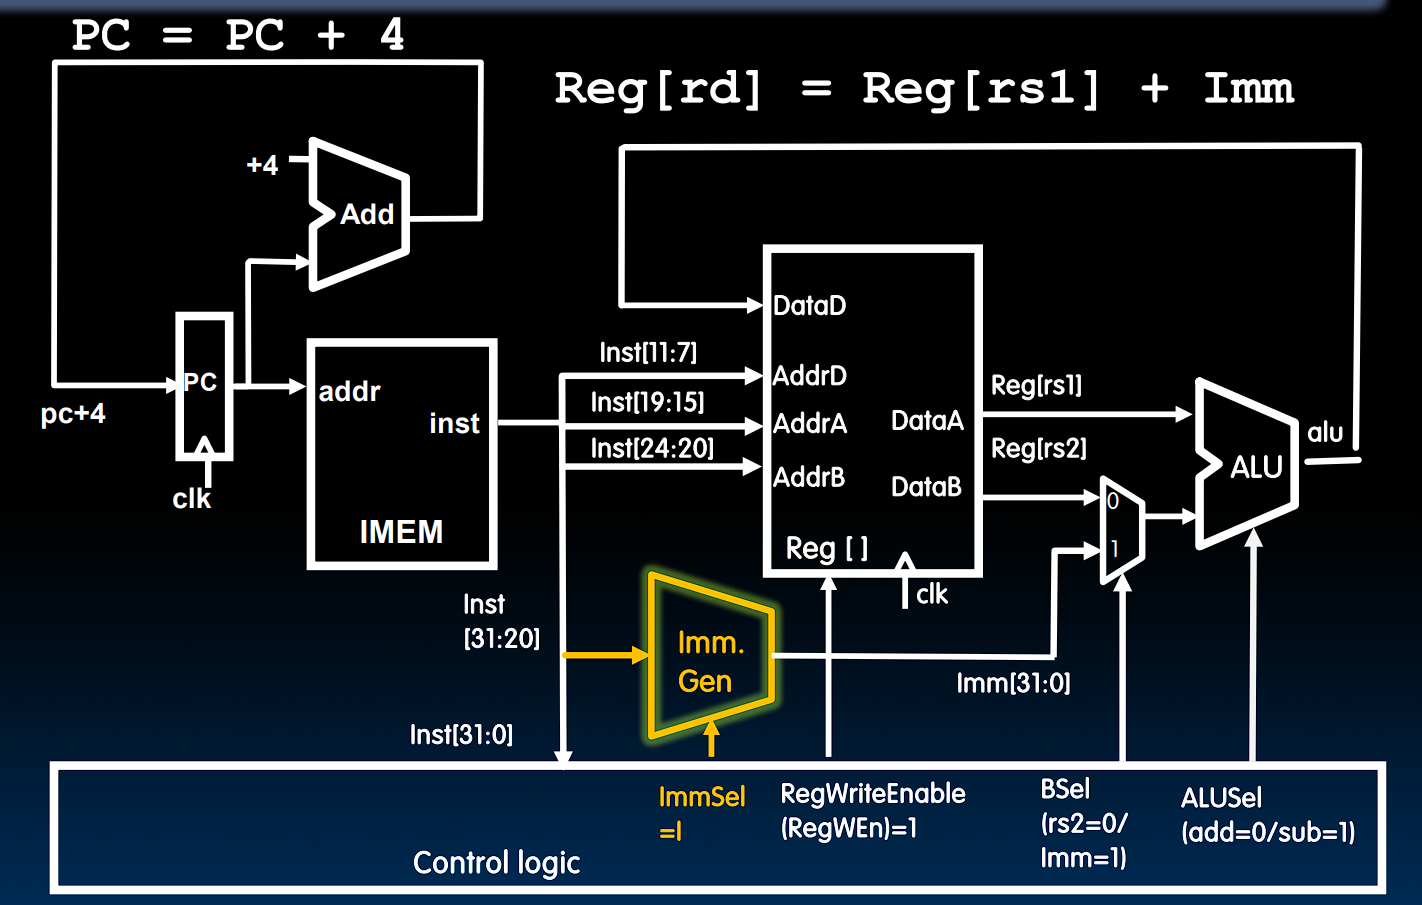 PC = PC + 4
Reg[rd] = Reg[rs1] + Imm
+4
Add
pc+4
PC
clk
addr
inst
IMEM
Inst[11:7]
Inst[19:15]
Inst[24:20]
DataD
AddrD
AddrA
AddrB
DataA
DataB
Reg []
clk
Reg[rs1]
Reg[rs2]
0
1
ALU
alu
Inst
[31:20]
Imm.
Gen
Imm[31:0]
Inst[31:0]
ImmSel
=I
RegWriteEnable
(RegWEn)=1
BSel
(rs2=0/
Imm=1)
ALUSel
(add=0/sub=1)
Control logic